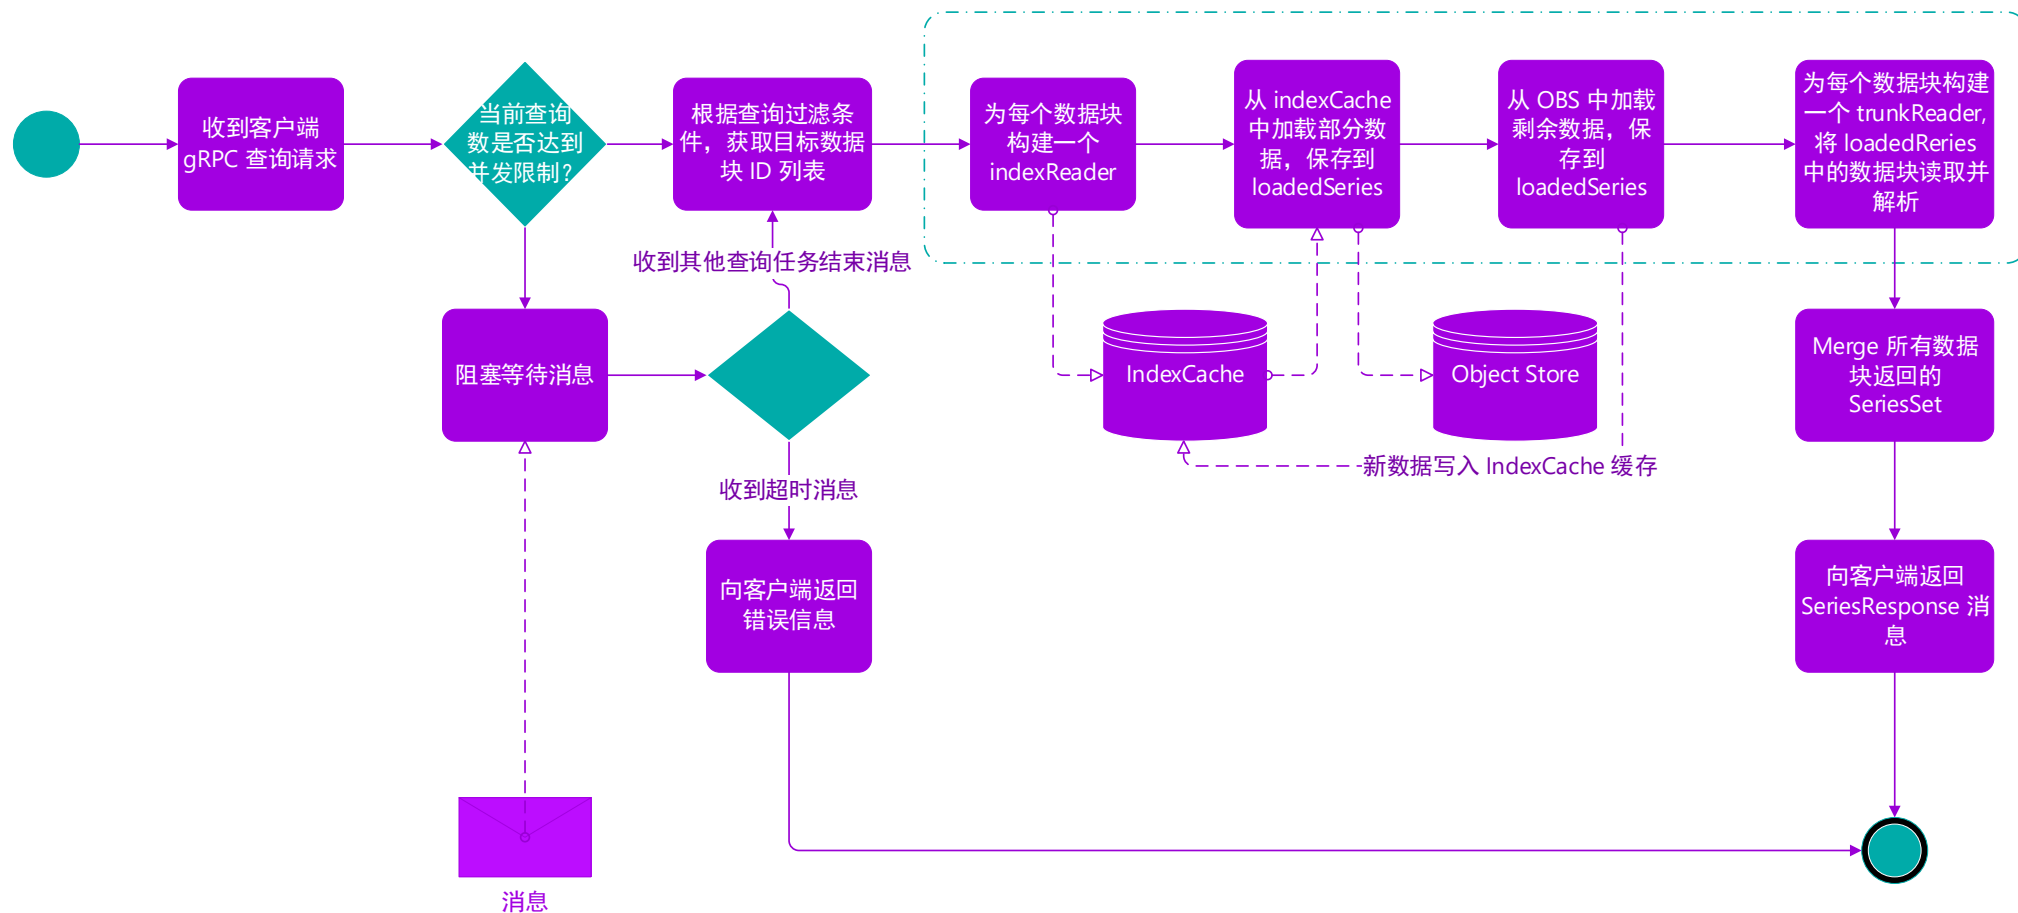 收到客户端
gRPC 查询请求
当前查询
数是否达到
并发限制？
根据查询过滤条
件，获取目标数据
块 ID 列表
为每个数据块
构建一个
indexReader
从 indexCache
中加载部分数
据，保存到
loadedSeries
从 OBS 中加载
剩余数据，保
存到
loadedSeries
为每个数据块构建
一个 trunkReader,
将 loadedReries
中的数据块读取并
解析
收到其他查询任务结束消息
阻塞等待消息
IndexCache
Object Store
Merge 所有数据
块返回的
SeriesSet
新数据写入 IndexCache 缓存
收到超时消息
向客户端返回
错误信息
向客户端返回
SeriesResponse 消
息
消息